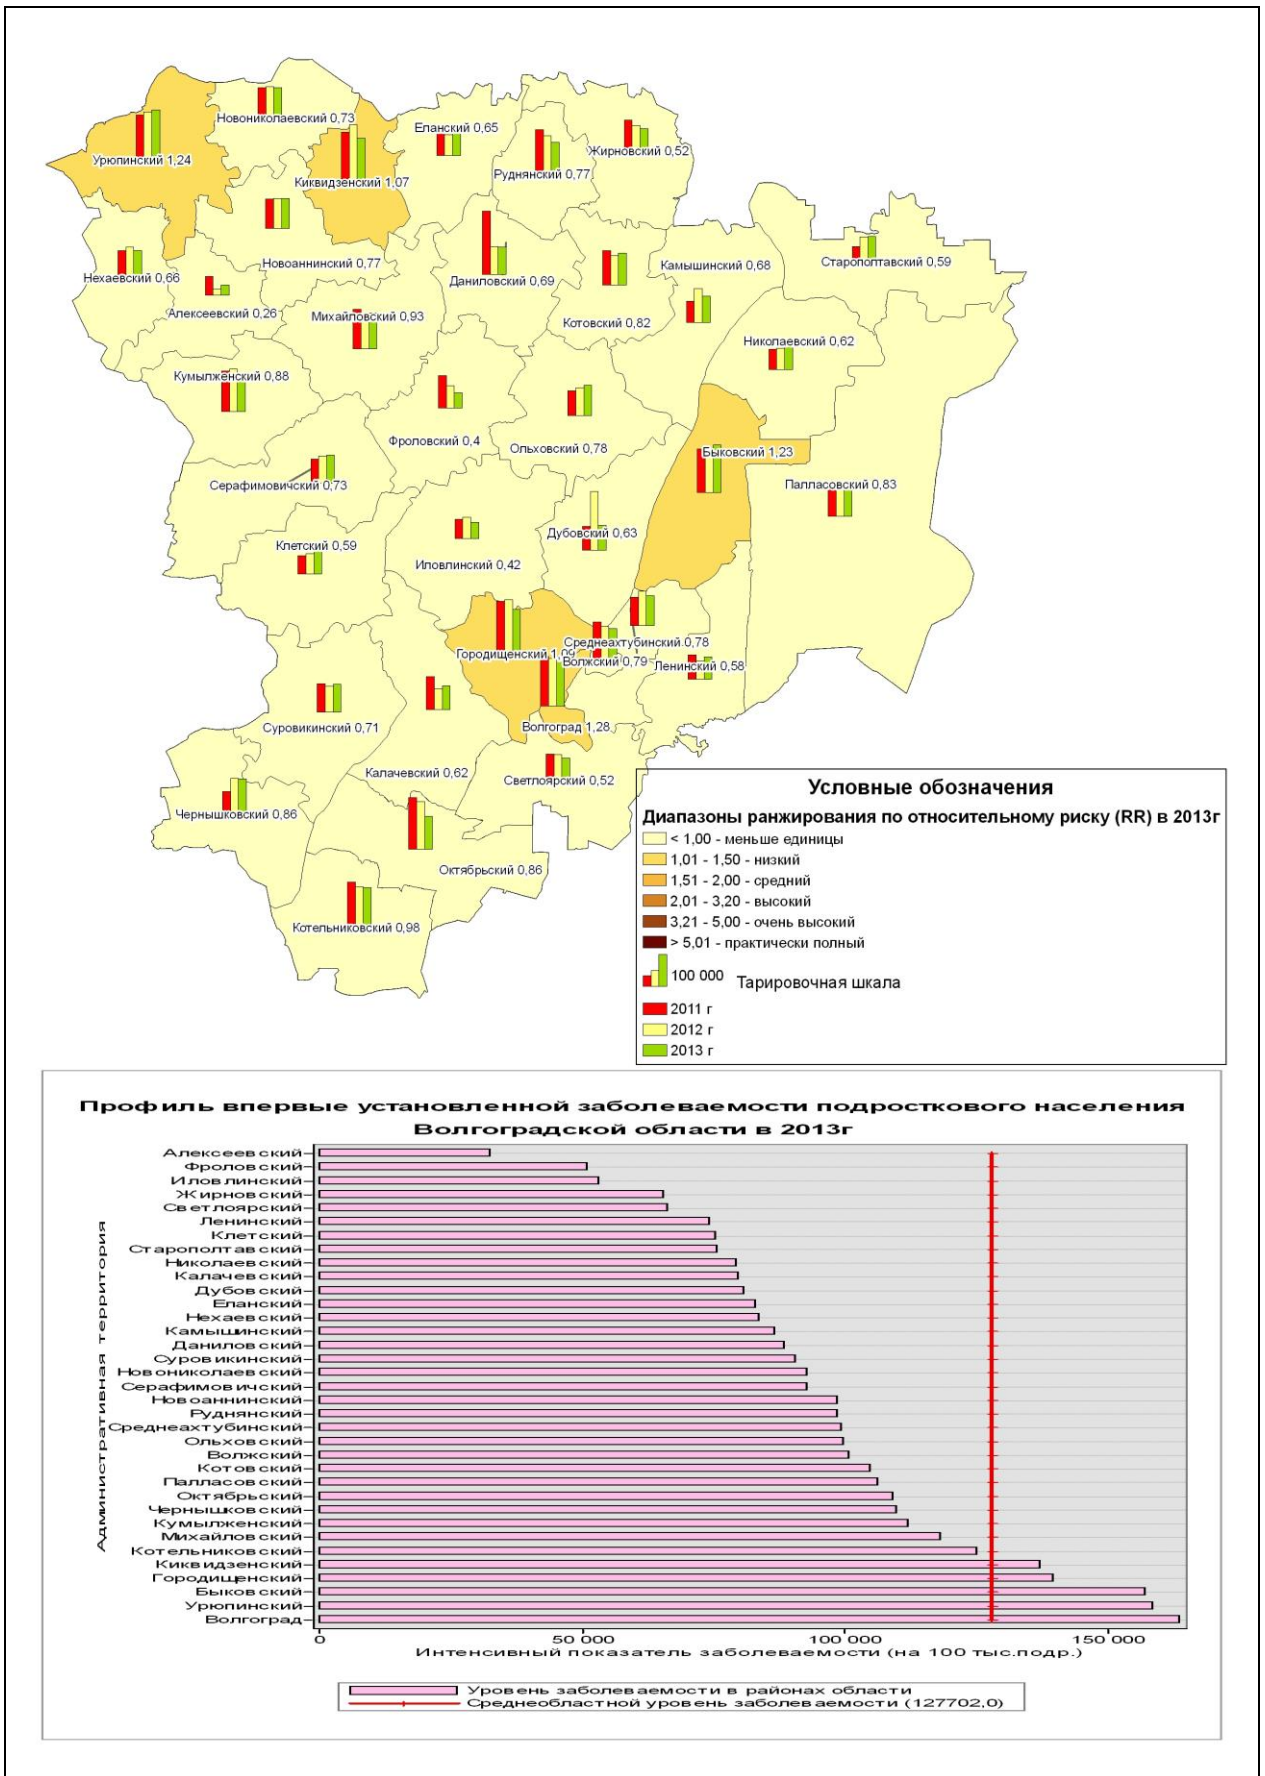 Новониколаевский 0,73
Еланский 0,65
Жирновский 0,52
Урюпинский 1,24
Руднянский 0,77
Киквидзенский 1,07
Новоаннинский 0,77
Камышинский 0,68
Старополтавский 0,59
Нехаевский 0,66
Даниловский 0,69
Алексеевский 0,26
Михайловский 0,93
Котовский 0,82
Николаевский 0,62
Кумылженский 0,88
Фроловский 0,4
Ольховский 0,78
Быковский 1,23
Серафимовичский 0,73
Палласовский 0,83
Дубовский 0,63
Клетский 0,59
Иловлинский 0,42
Среднеахтубинский 0,78
Городищенский 1,09
Волжский 0,79
Ленинский 0,58
Суровикинский 0,71
Волгоград 1,28
Калачевский 0,62
Светлоярский 0,52
Чернышковский 0,86
Октябрьский 0,86
Котельниковский 0,98
Условные обозначения
Диапазоны ранжирования по относительному риску (RR) в 2013г
< 1,00 - меньше единицы
1,01 - 1,50 - низкий
1,51 - 2,00 - средний
2,01 - 3,20 - высокий
3,21 - 5,00 - очень высокий
> 5,01 - практически полный
100 000 Тарировочная шкала
2011 г
2012 г
2013 г
Профиль впервые установленной заболеваемости подросткового населения
Волгоградской области в 2013г
Административная территория
Алексеевский
Фроловский
Иловлинский
Жирновский
Светлоярский
Ленинский
Клетский
Старополтавский
Николаевский
Калачевский
Дубовский
Еланский
Нехаевский
Камышинский
Даниловский
Суровикинский
Новониколаевский
Серафимовичский
Новоаннинский
Руднянский
Среднеахтубинский
Ольховский
Волжский
Котовский
Палласовский
Октябрьский
Чернышковский
Кумылженский
Михайловский
Котельниковский
Киквидзенский
Городищенский
Быковский
Урюпинский
Волгоград
0 50 000 100 000 150 000
Интенсивный показатель заболеваемости (на 100 тыс.подр.)
Уровень заболеваемости в районах области
Среднеобластной уровень заболеваемости (127702,0)